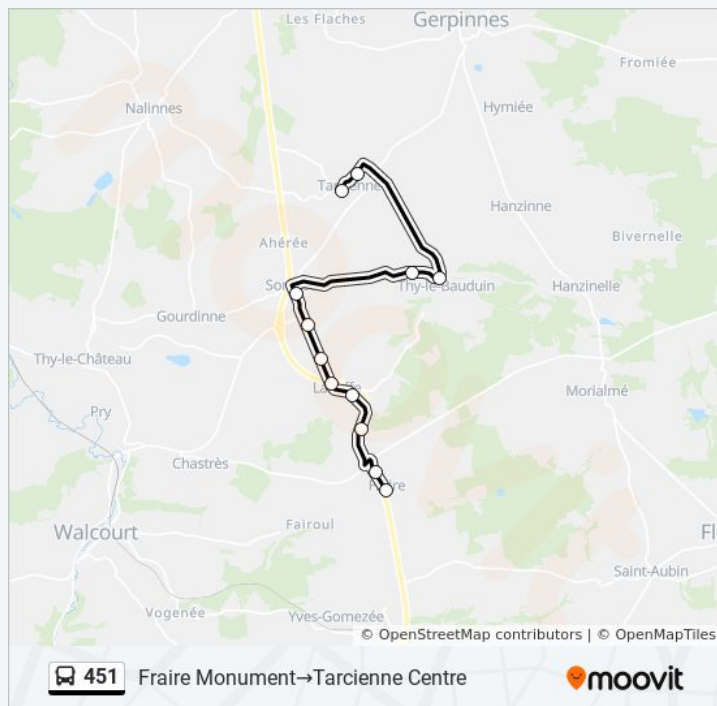 Les Flaches
Gerpinnes
Fromiée
Nalinnes
Hymiée
Hanzinne
Bivernelle
Ahérée
Thy-le-Bauduin
Hanzinelle
Gourdinne
Thy-le-Château
Morialmé
Pry
Chastrès
Fairoul
Walcourt
Saint-Aubin
Vogenée
Yves-Gomezée
© OpenStreetMap contributors | © OpenMapTiles
451 Fraire Monument→Tarcienne Centre
moovit